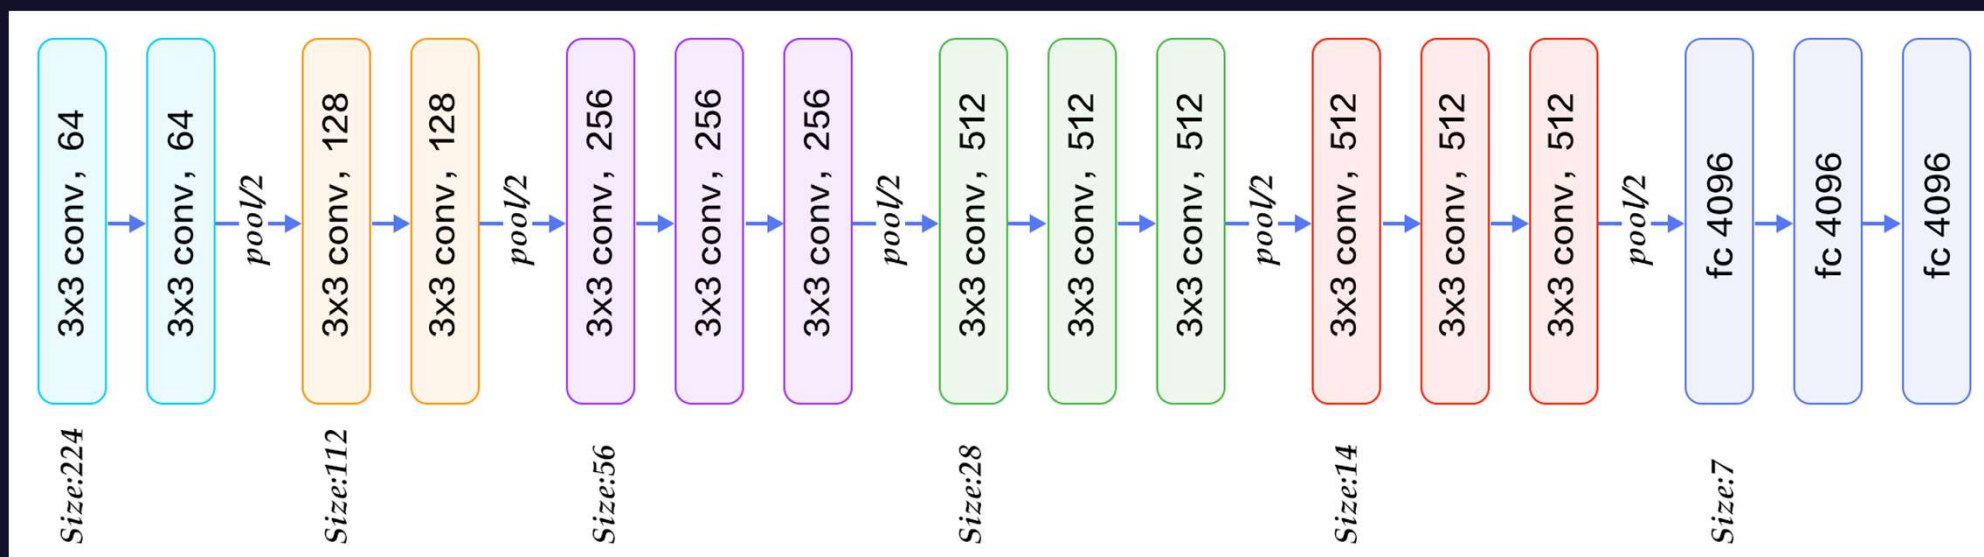 3x3 conv, 64
3x3 conv, 64
pool/2
3x3 conv, 128
3x3 conv, 128
pool/2
3x3 conv, 256
3x3 conv, 256
3x3 conv, 256
pool/2
3x3 conv, 512
3x3 conv, 512
3x3 conv, 512
pool/2
3x3 conv, 512
3x3 conv, 512
3x3 conv, 512
pool/2
fc 4096
fc 4096
fc 4096
Size:224
Size:112
Size:56
Size:28
Size:14
Size:7